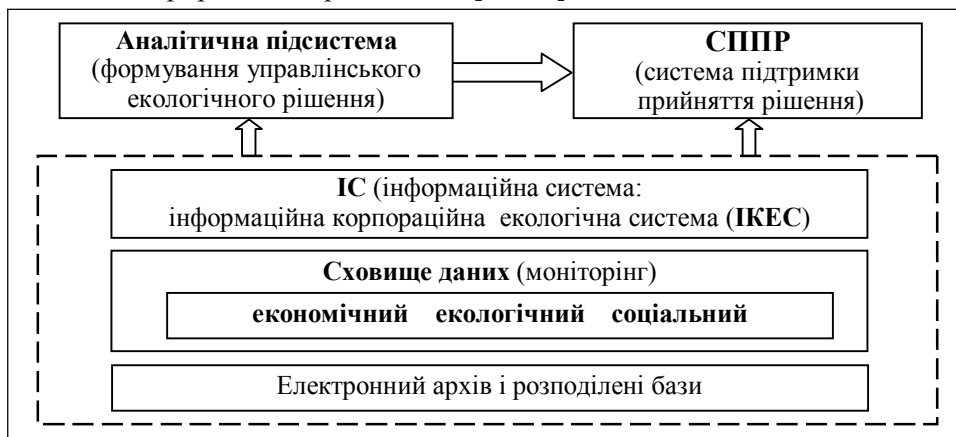 Аналітична підсистема
(формування управлінського
екологічного рішення)
СППР
(система підтримки
прийняття рішення)
ІС (інформаційна система:
інформаційна корпораційна екологічна система (ІКЕС)
Сховище даних (моніторінг)
економічний екологічний соціальний
Електронний архів і розподілені бази